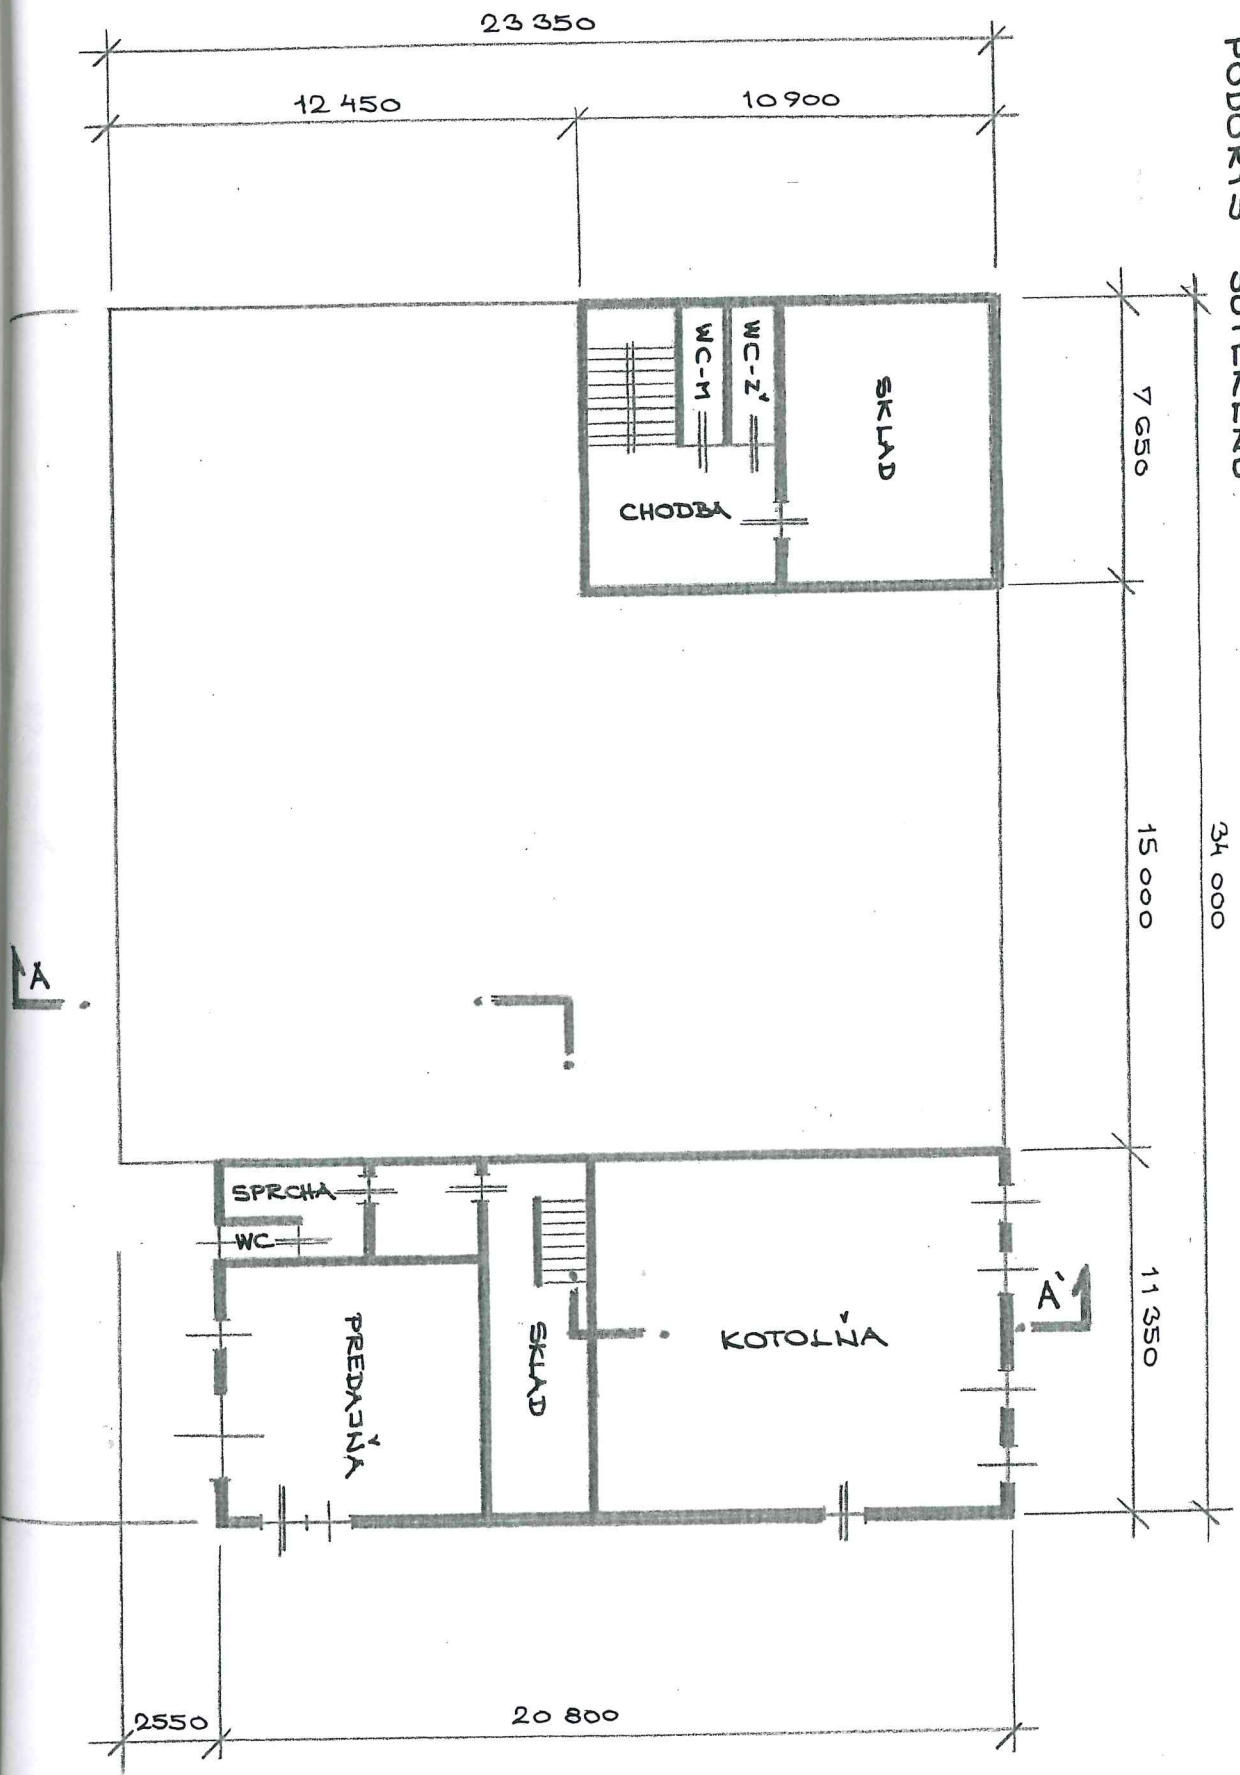 23 350
12 450
10 900
PÔDORYS SUTERÉNU
7 650
34 000
15 000
11 350
WC-M
WC-Ž
SKLAD
CHODBA
A
SPRCHA
WC
PREDAJŇA
SKLAD
KOTOLŇA
A'
2550
20 800